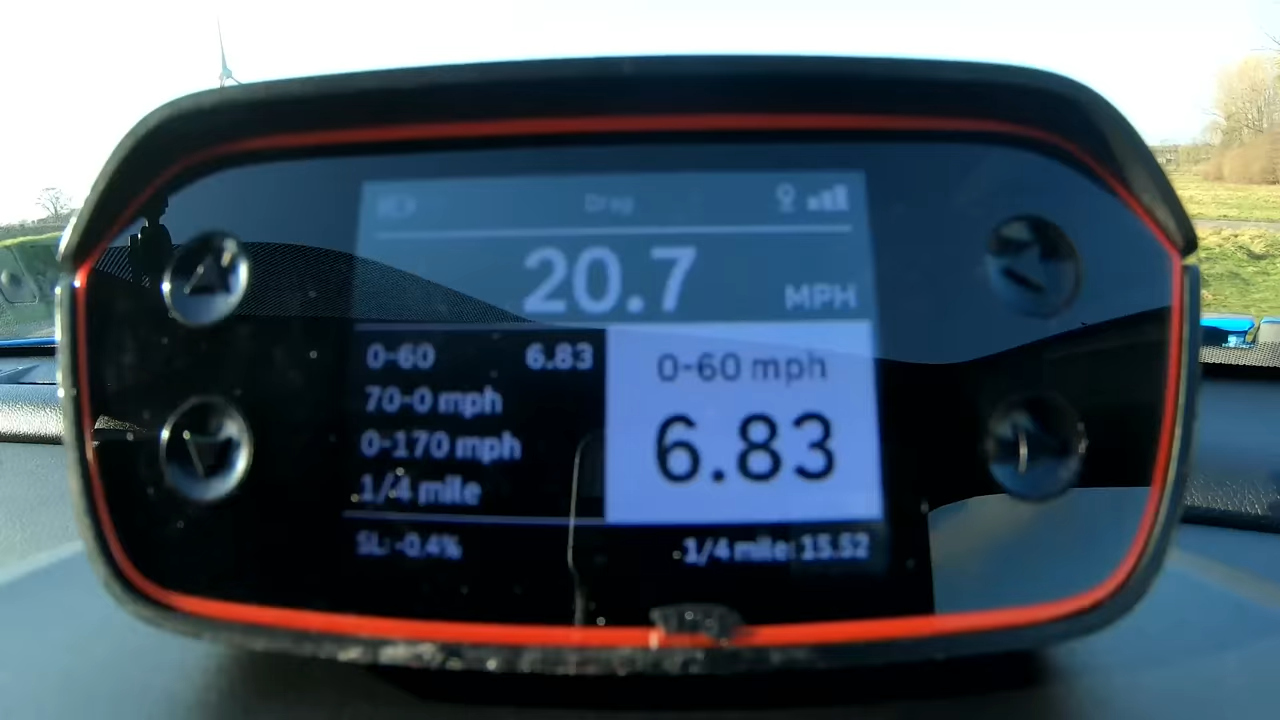 Drag
20.7 MPH
0-60 6.83
70-0 mph
0-170 mph
1/4 mile
0-60 mph
6.83
SL: -0.4%
1/4 mile: 15.52